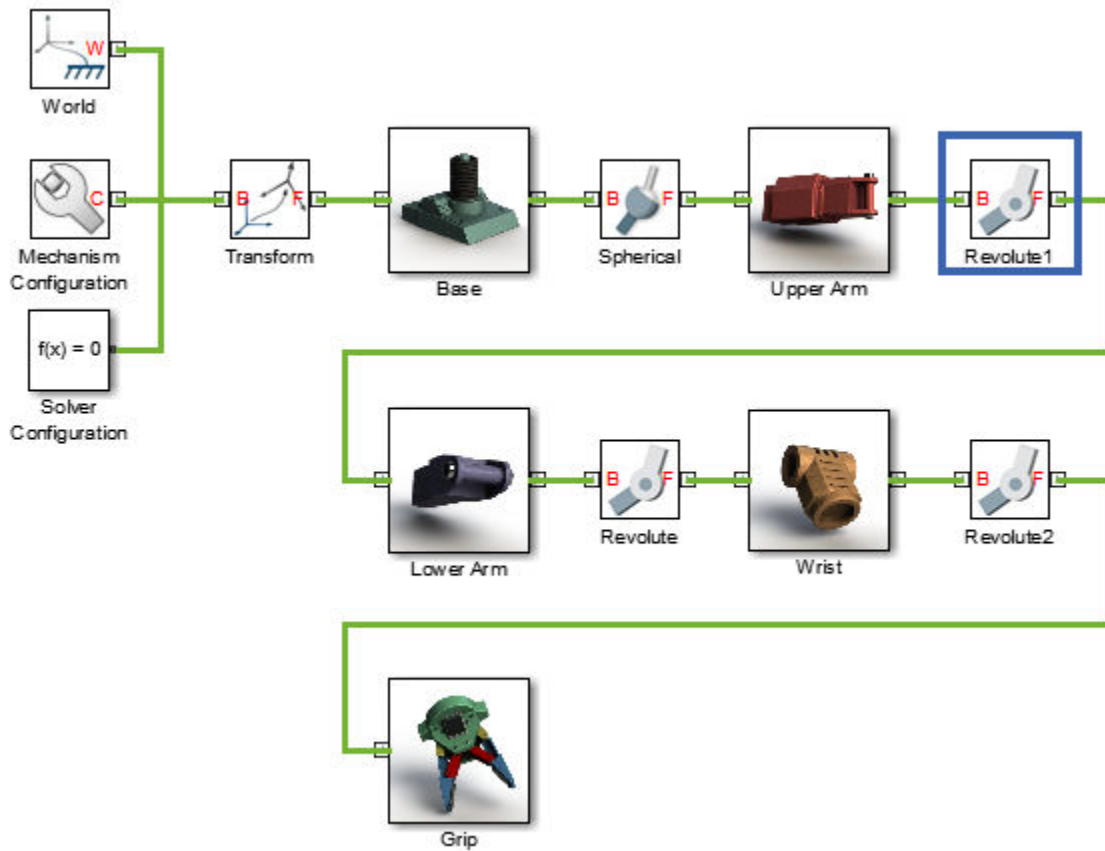 W
World
C
Mechanism
Configuration
B F
Transform
Base
B F
Spherical
Upper Arm
B F
Revolute1
f(x) = 0
Solver
Configuration
Lower Arm
B F
Revolute
Wrist
B F
Revolute2
Grip